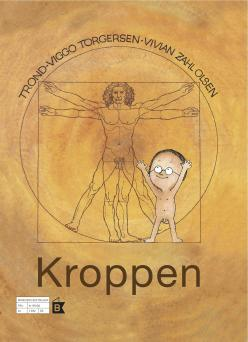 TROND-VIGGO TORGERSEN·VIVIAN ZAHL OLSEN
Kroppen
B